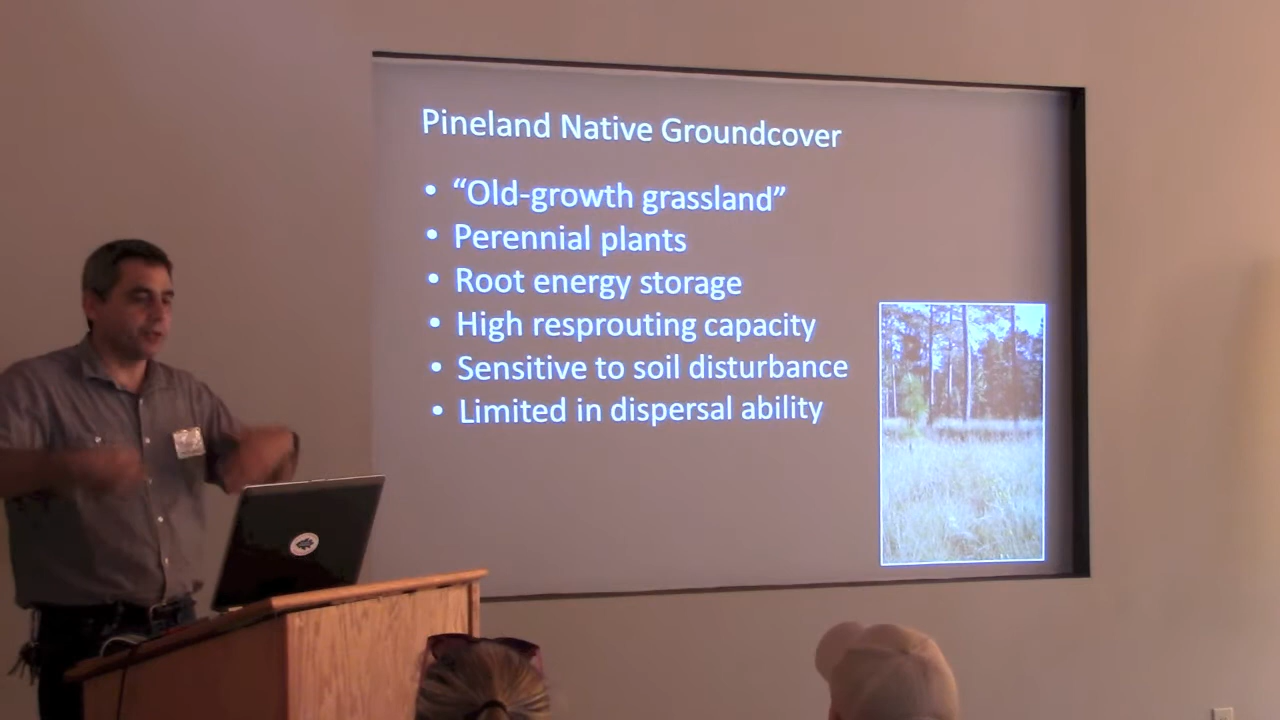 Pineland Native Groundcover
• “Old-growth grassland”
• Perennial plants
• Root energy storage
• High resprouting capacity
• Sensitive to soil disturbance
• Limited in dispersal ability